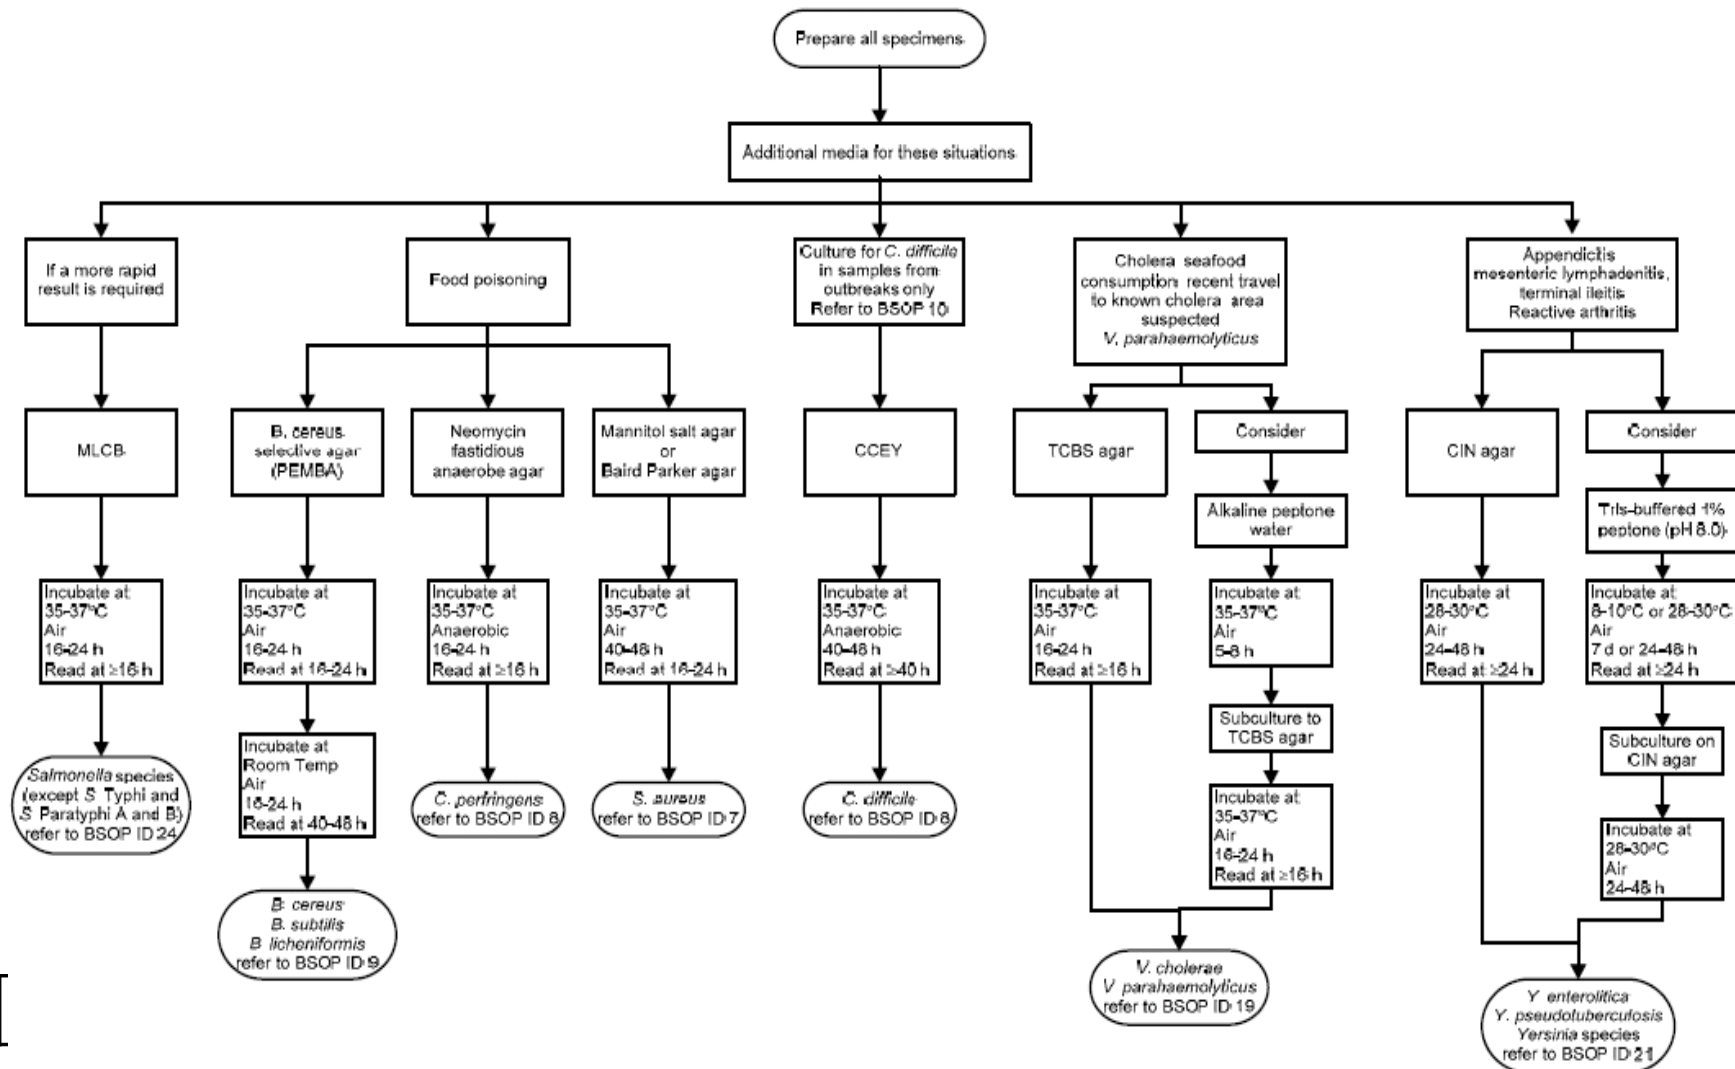 Prepare all specimens
Additional media for these situations
If a more rapid
result is required
Food poisoning
Culture for C. difficile
in samples from
outbreaks only
Refer to BSOP 10
Cholera seafood
consumption recent travel
to known cholera area
suspected
V. parahaemolyticus
Appendicitis
mesenteric lymphadenitis,
terminal ileitis
Reactive arthritis
MLCB
B. cereus
selective agar
(PEMBA)
Neomycin
fastidious
anaerobe agar
Mannitol salt agar
or
Baird Parker agar
CCEY
TCBS agar
Consider
Alkaline peptone
water
CIN agar
Consider
Tris-buffered 1%
peptone (pH 8.0)
Incubate at
35-37°C
Air
16-24 h
Read at ≥16 h
Incubate at
35-37°C
Air
16-24 h
Read at 16-24 h
Incubate at
35-37°C
Anaerobic
16-24 h
Read at ≥16 h
Incubate at
35-37°C
Air
40-48 h
Read at 16-24 h
Incubate at
35-37°C
Anaerobic
40-48 h
Read at ≥40 h
Incubate at
35-37°C
Air
16-24 h
Read at ≥16 h
Incubate at
35-37°C
Air
5-8 h
Incubate at
28-30°C
Air
24-48 h
Read at ≥24 h
Incubate at
8-10°C or 28-30°C
Air
7 d or 24-48 h
Read at ≥24 h
Incubate at
Room Temp
Air
16-24 h
Read at 40-48 h
Subculture to
TCBS agar
Subculture on
CIN agar
Incubate at
35-37°C
Air
16-24 h
Read at ≥16 h
Incubate at
28-30°C
Air
24-48 h
Salmonella species
(except S Typhi and
S Paratyphi A and B)
refer to BSOP ID 24
B cereus
B. subtilis
B licheniformis
refer to BSOP ID 9
C. perfringens
refer to BSOP ID 8
S. aureus
refer to BSOP ID 7
C. difficile
refer to BSOP ID 8
V. cholerae
V parahaemolyticus
refer to BSOP ID 19
Y enterolitica
Y. pseudotuberculosis
Yersinia species
refer to BSOP ID 21